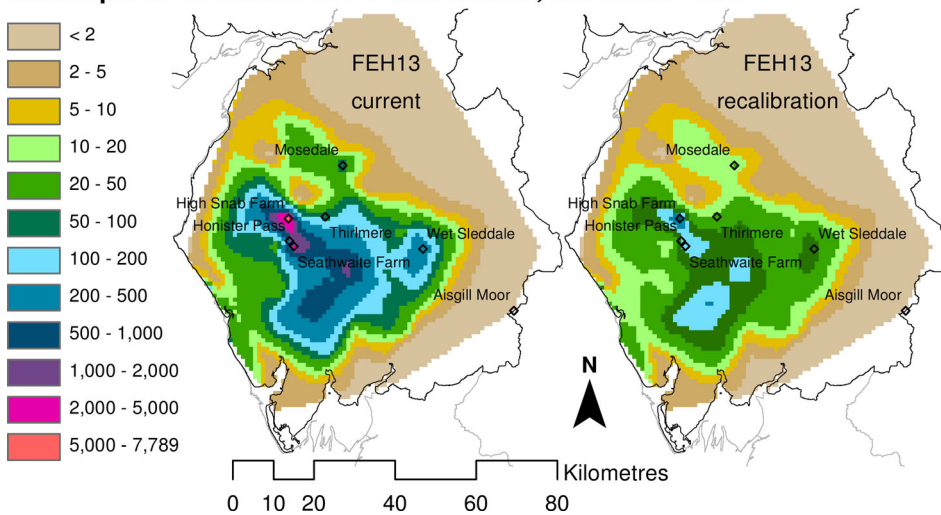 < 2
2 - 5
5 - 10
10 - 20
20 - 50
50 - 100
100 - 200
200 - 500
500 - 1,000
1,000 - 2,000
2,000 - 5,000
5,000 - 7,789
FEH13
current
Mosedale
High Snab Farm
Honister Pass
Thirlmere
Wet Sleddale
Seathwaite Farm
Aisgill Moor
FEH13
recalibration
Mosedale
High Snab Farm
Honister Pass
Thirlmere
Wet Sleddale
Seathwaite Farm
Aisgill Moor
N
Kilometres
0 10 20 40 60 80